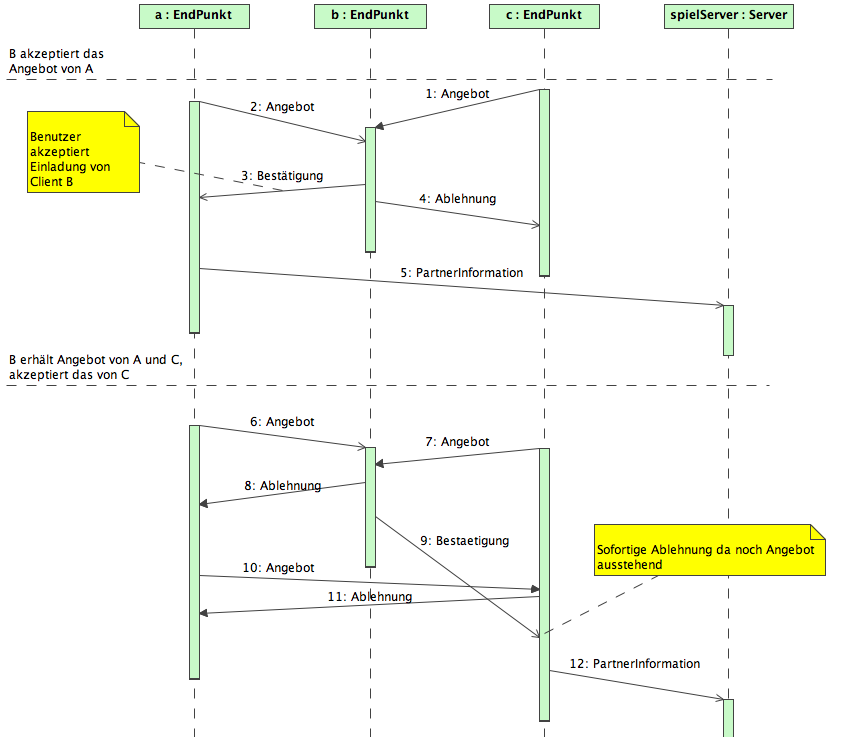 a : EndPunkt
b : EndPunkt
c : EndPunkt
spielServer : Server
B akzeptiert das
Angebot von A
1: Angebot
2: Angebot
Benutzer
akzeptiert
Einladung von
Client B
3: Bestätigung
4: Ablehnung
5: PartnerInformation
B erhält Angebot von A und C,
akzeptiert das von C
6: Angebot
7: Angebot
8: Ablehnung
9: Bestaetigung
Sofortige Ablehnung da noch Angebot
ausstehend
10: Angebot
11: Ablehnung
12: PartnerInformation